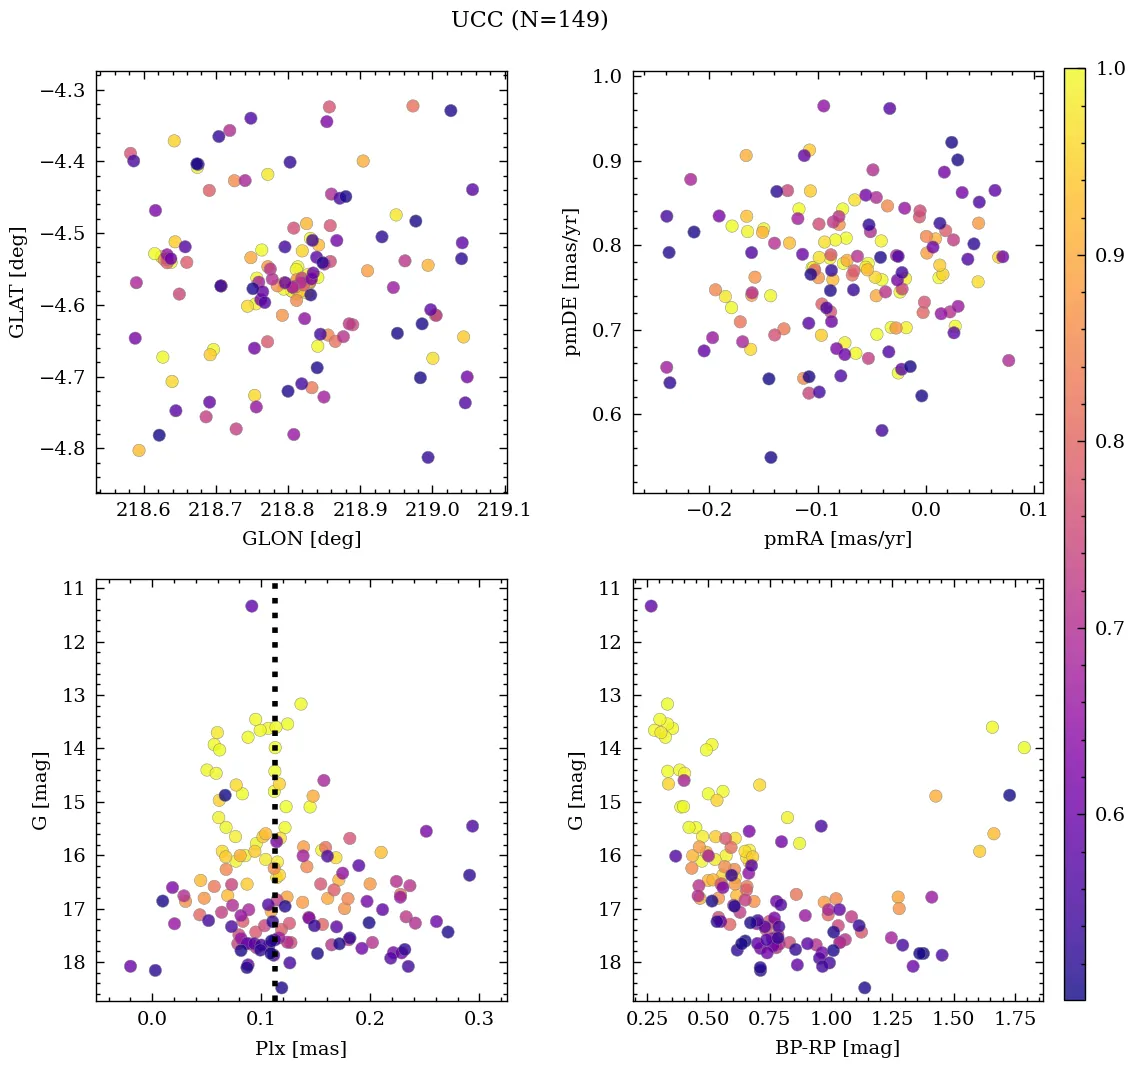 UCC (N=149)
−4.3
−4.4
−4.5
−4.6
−4.7
−4.8
GLAT [deg]
218.6 218.7 218.8 218.9 219.0 219.1
GLON [deg]
1.0
0.9
0.8
0.7
0.6
pmDE [mas/yr]
−0.2 −0.1 0.0 0.1
pmRA [mas/yr]
11
12
13
14
15
16
17
18
G [mag]
0.0 0.1 0.2 0.3
Plx [mas]
11
12
13
14
15
16
17
18
G [mag]
0.25 0.50 0.75 1.00 1.25 1.50 1.75
BP-RP [mag]
1.0
0.9
0.8
0.7
0.6